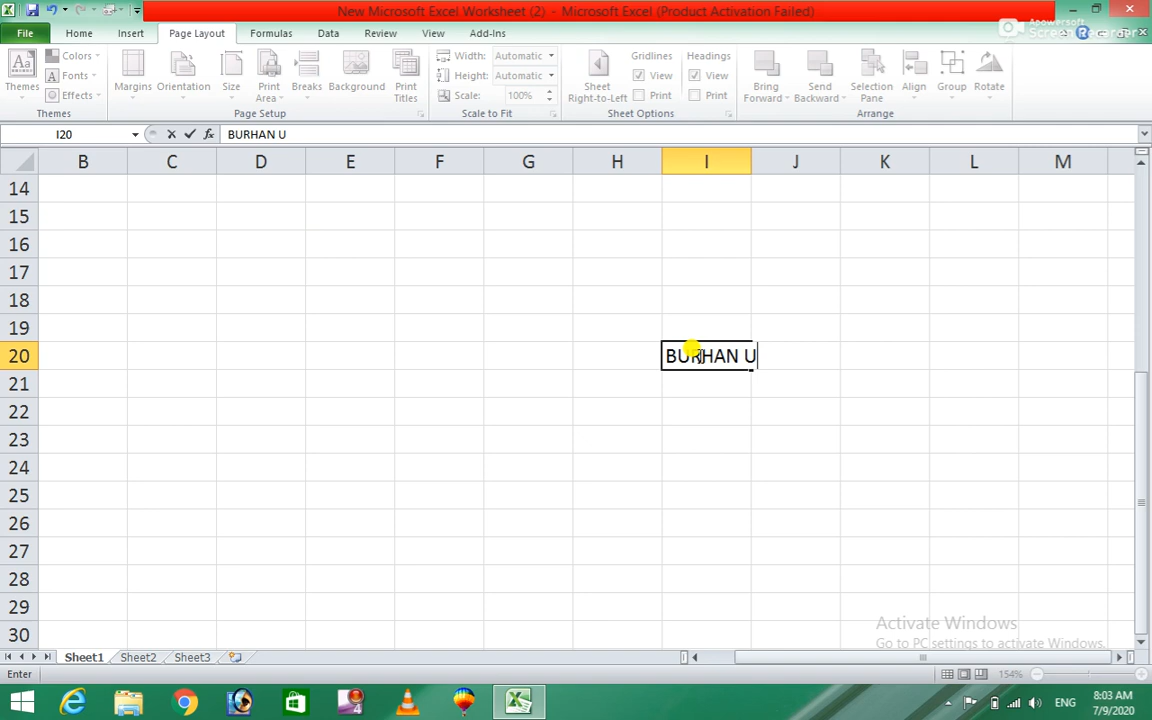 New Microsoft Excel Worksheet (2) - Microsoft Excel (Product Activation Failed)
File Home Insert Page Layout Formulas Data Review View Add-Ins
Apowersoft
Screen Recorder
Themes
Colors
Fonts
Effects
Themes
Margins
Orientation
Size
Print Area
Breaks
Background
Print Titles
Page Setup
Width: Automatic
Height: Automatic
Scale: 100%
Scale to Fit
Sheet Right-to-Left
Gridlines
View
Print
Headings
View
Print
Sheet Options
Bring Forward
Send Backward
Selection Pane
Align
Group
Rotate
Arrange
I20 fx BURHAN U
B C D E F G H I J K L M
14
15
16
17
18
19
20 BURHAN U
21
22
23
24
25
26
27
28
29
30
Activate Windows
Go to PC settings to activate Windows.
Sheet1 Sheet2 Sheet3
Enter 154%
4
ENG
8:03 AM
7/9/2020